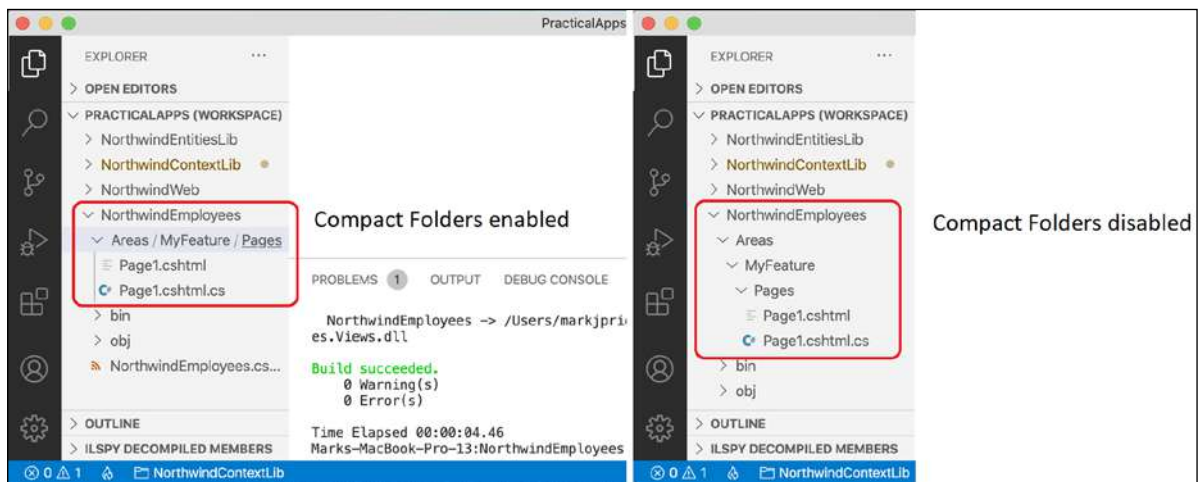 PracticalApps
EXPLORER ...
> OPEN EDITORS
PRACTICALAPPS (WORKSPACE)
> NorthwindEntitiesLib
> NorthwindContextLib
> NorthwindWeb
NorthwindEmployees
Areas / MyFeature / Pages
Page1.cshtml
C# Page1.cshtml.cs
> bin
> obj
NorthwindEmployees.cs...
> OUTLINE
> ILSPY DECOMPILED MEMBERS
0 1 NorthwindContextLib
Compact Folders enabled
PROBLEMS 1 OUTPUT DEBUG CONSOLE
NorthwindEmployees -> /Users/markjpri
es.Views.dll
Build succeeded.
0 Warning(s)
0 Error(s)
Time Elapsed 00:00:04.46
Marks-MacBook-Pro-13:NorthwindEmployees
EXPLORER ...
> OPEN EDITORS
PRACTICALAPPS (WORKSPACE)
> NorthwindEntitiesLib
> NorthwindContextLib
> NorthwindWeb
NorthwindEmployees
Areas
MyFeature
Pages
Page1.cshtml
C# Page1.cshtml.cs
> bin
> obj
> OUTLINE
> ILSPY DECOMPILED MEMBERS
0 1 NorthwindContextLib
Compact Folders disabled